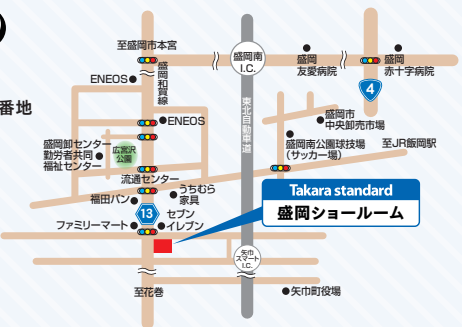 至盛岡市本宮
盛岡南
I.C.
盛岡
友愛病院
盛岡
赤十字病院
ENEOS
盛岡和賀線
4
番地
ENEOS
東北自動車道
盛岡市
中央卸売市場
広宮沢
公園
盛岡卸センター
勤労者共同
福祉センター
盛岡南公園球技場
(サッカー場)
至JR飯岡駅
流通センター
うちむら
家具
福田パン
Takara standard
盛岡ショールーム
13
セブン
イレブン
ファミリーマート
矢巾
スマート
I.C.
至花巻
矢巾町役場